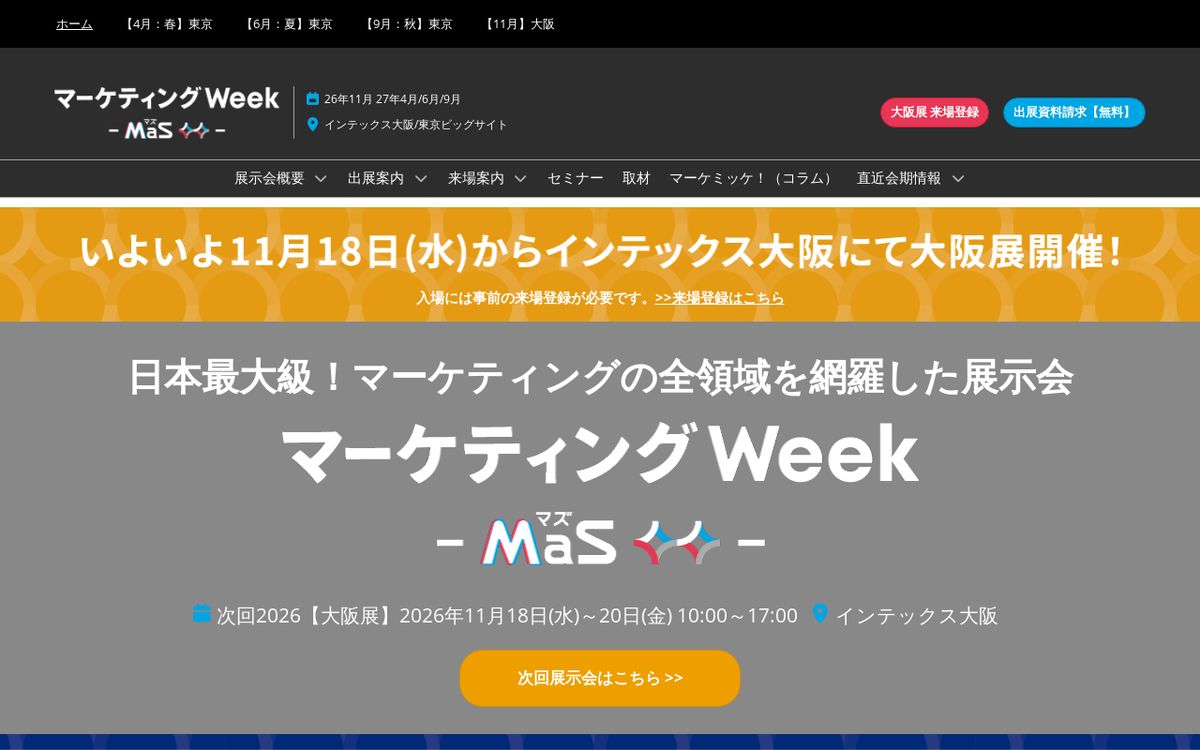 ホーム 【4月：春】東京 【6月：夏】東京 【9月：秋】東京 【11月】大阪
マーケティングWeek
マズ
- MaS -
26年11月 27年4月/6月/9月
インテックス大阪/東京ビッグサイト
大阪展 来場登録 出展資料請求【無料】
展示会概要 出展案内 来場案内 セミナー 取材 マーケミッケ！（コラム） 直近会期情報
いよいよ11月18日(水)からインテックス大阪にて大阪展開催！
入場には事前の来場登録が必要です。>>来場登録はこちら
日本最大級！マーケティングの全領域を網羅した展示会
マーケティングWeek
マズ
- MaS -
次回2026【大阪展】2026年11月18日(水)～20日(金) 10:00～17:00 インテックス大阪
次回展示会はこちら >>